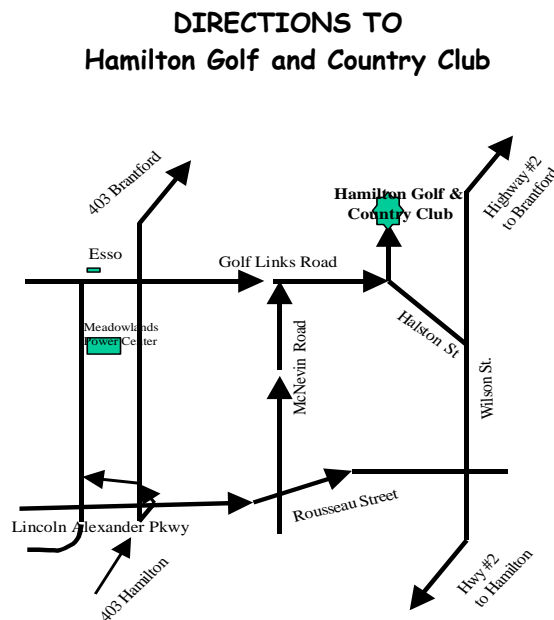 DIRECTIONS TO
Hamilton Golf and Country Club
403 Brantford
Highway #2
to Brantford
Hamilton Golf &
Country Club
Esso
Golf Links Road
Meadowlands
Power Center
Halston St
McNevin Road
Wilson St.
Rousseau Street
Lincoln Alexander Pkwy
403 Hamilton
Hwy #2
to Hamilton